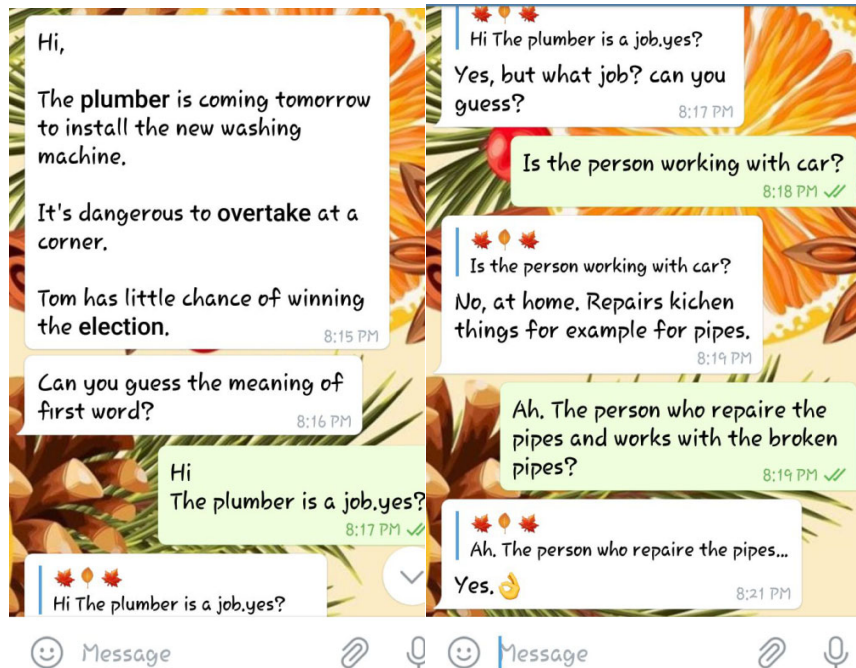 Hi,
The plumber is coming tomorrow
to install the new washing
machine.
It's dangerous to overtake at a
corner.
Tom has little chance of winning
the election.
8:15 PM
Can you guess the meaning of
first word?
8:16 PM
Hi
The plumber is a job.yes?
8:17 PM
Hi The plumber is a job.yes?
Message
Hi The plumber is a job.yes?
Yes, but what job? can you
guess?
8:17 PM
Is the person working with car?
8:18 PM
Is the person working with car?
No, at home. Repairs kichen
things for example for pipes.
8:19 PM
Ah. The person who repaire the
pipes and works with the broken
pipes?
8:19 PM
Ah. The person who repaire the pipes...
Yes.👌
8:21 PM
Message